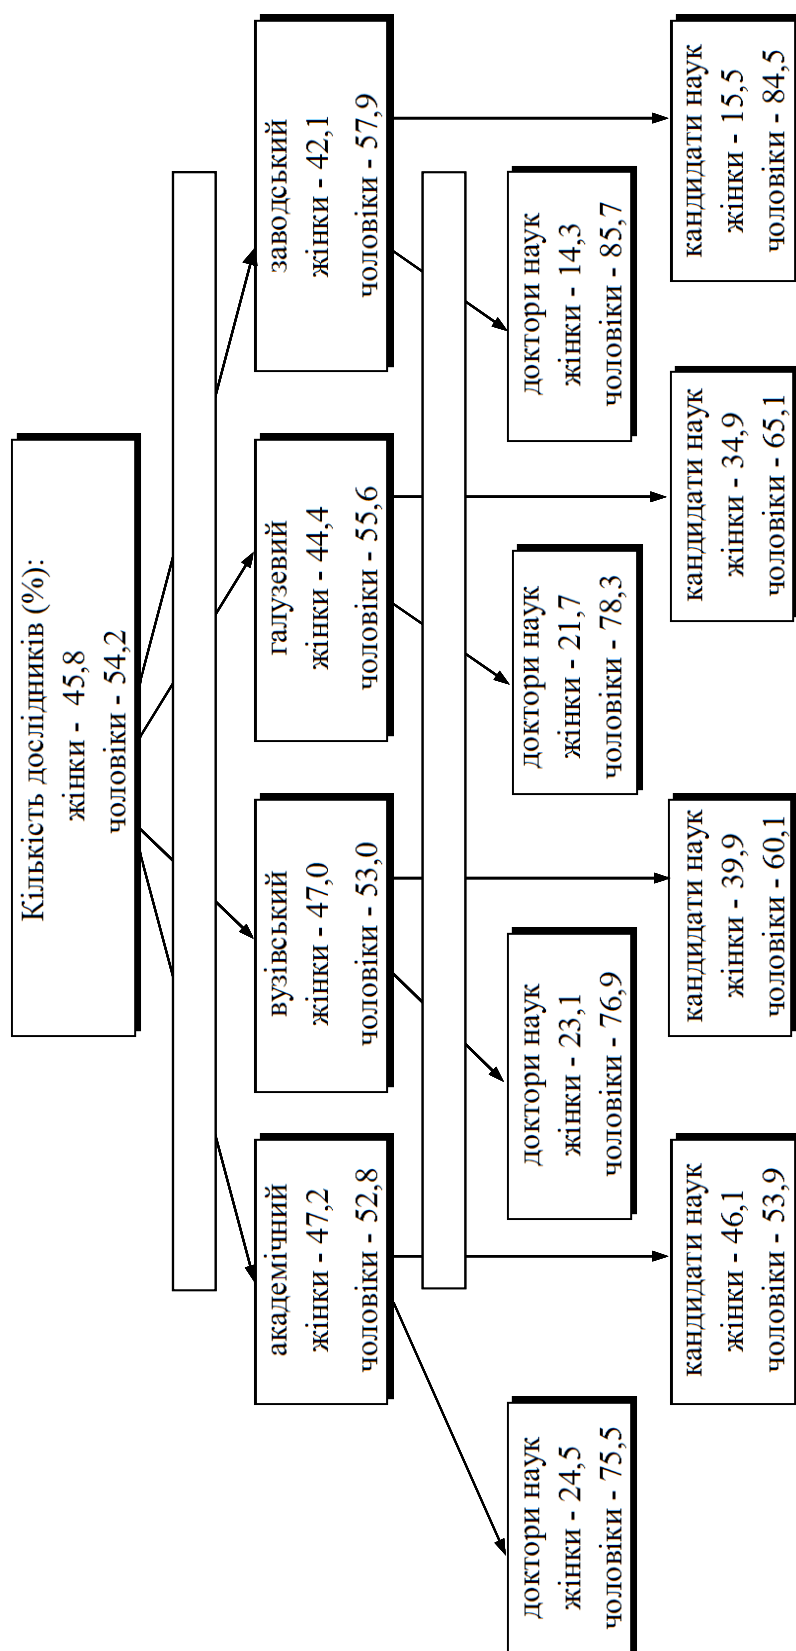 Кількість дослідників (%):
жінки - 45,8
чоловіки - 54,2
академічний
жінки - 47,2
чоловіки - 52,8
вузівський
жінки - 47,0
чоловіки - 53,0
галузевий
жінки - 44,4
чоловіки - 55,6
заводський
жінки - 42,1
чоловіки - 57,9
доктори наук
жінки - 24,5
чоловіки - 75,5
доктори наук
жінки - 23,1
чоловіки - 76,9
доктори наук
жінки - 21,7
чоловіки - 78,3
доктори наук
жінки - 14,3
чоловіки - 85,7
кандидати наук
жінки - 46,1
чоловіки - 53,9
кандидати наук
жінки - 39,9
чоловіки - 60,1
кандидати наук
жінки - 34,9
чоловіки - 65,1
кандидати наук
жінки - 15,5
чоловіки - 84,5